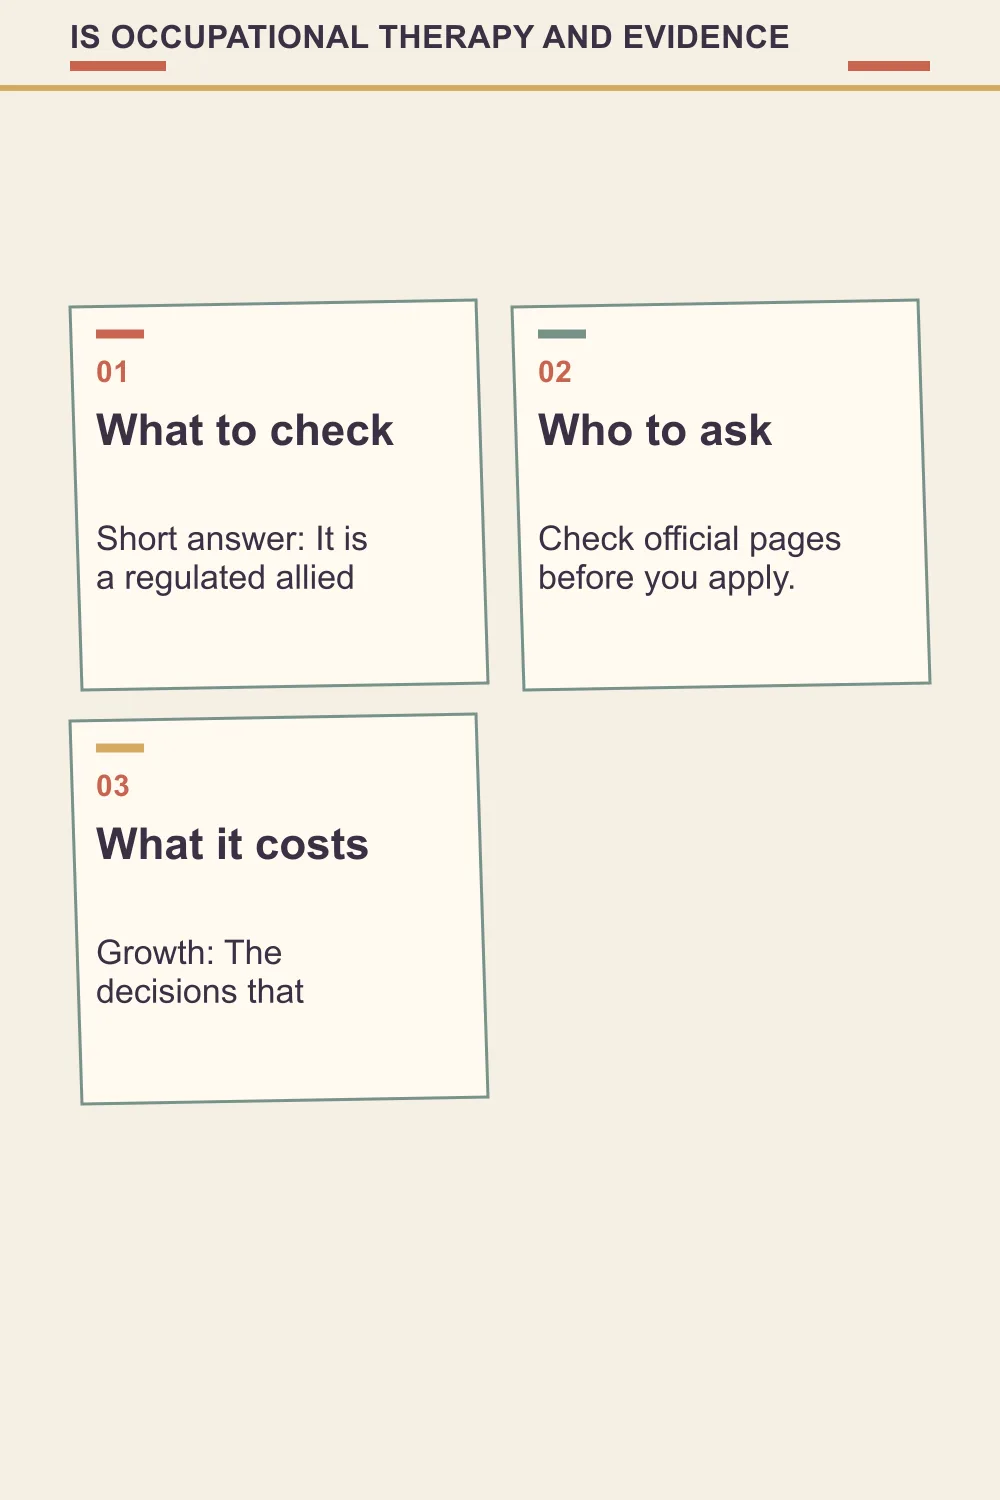 IS OCCUPATIONAL THERAPY AND EVIDENCE
01
What to check
Short answer: It is
a regulated allied
02
Who to ask
Check official pages
before you apply.
03
What it costs
Growth: The
decisions that